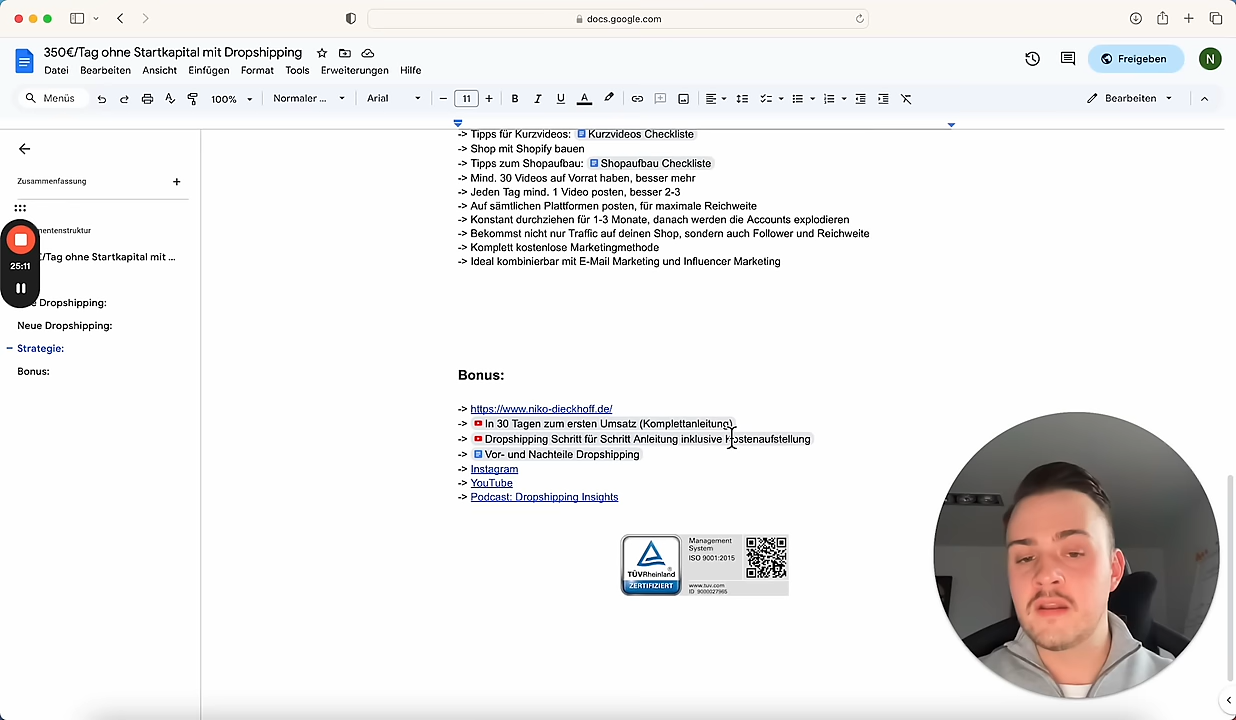 docs.google.com
350€/Tag ohne Startkapital mit Dropshipping
Freigeben
N
Datei Bearbeiten Ansicht Einfügen Format Tools Erweiterungen Hilfe
Menüs 100% Normaler ... Arial 11 B I U A Bearbeiten
Zusammenfassung
€/Tag ohne Startkapital mit ...
Dropshipping:
Neue Dropshipping:
Strategie:
Bonus:
25:11
-> Tipps für Kurzvideos: Kurzvideos Checkliste
-> Shop mit Shopify bauen
-> Tipps zum Shopaufbau: Shopaufbau Checkliste
-> Mind. 30 Videos auf Vorrat haben, besser mehr
-> Jeden Tag mind. 1 Video posten, besser 2-3
-> Auf sämtlichen Plattformen posten, für maximale Reichweite
-> Konstant durchziehen für 1-3 Monate, danach werden die Accounts explodieren
-> Bekommst nicht nur Traffic auf deinen Shop, sondern auch Follower und Reichweite
-> Komplett kostenlose Marketingmethode
-> Ideal kombinierbar mit E-Mail Marketing und Influencer Marketing
Bonus:
-> https://www.niko-dieckhoff.de/
-> In 30 Tagen zum ersten Umsatz (Komplettanleitung)
-> Dropshipping Schritt für Schritt Anleitung inklusive Kostenaufstellung
-> Vor- und Nachteile Dropshipping
-> Instagram
-> YouTube
-> Podcast: Dropshipping Insights
TÜVRheinland
ZERTIFIZIERT
Management
System
ISO 9001:2015
www.tuv.com
ID 9000027965